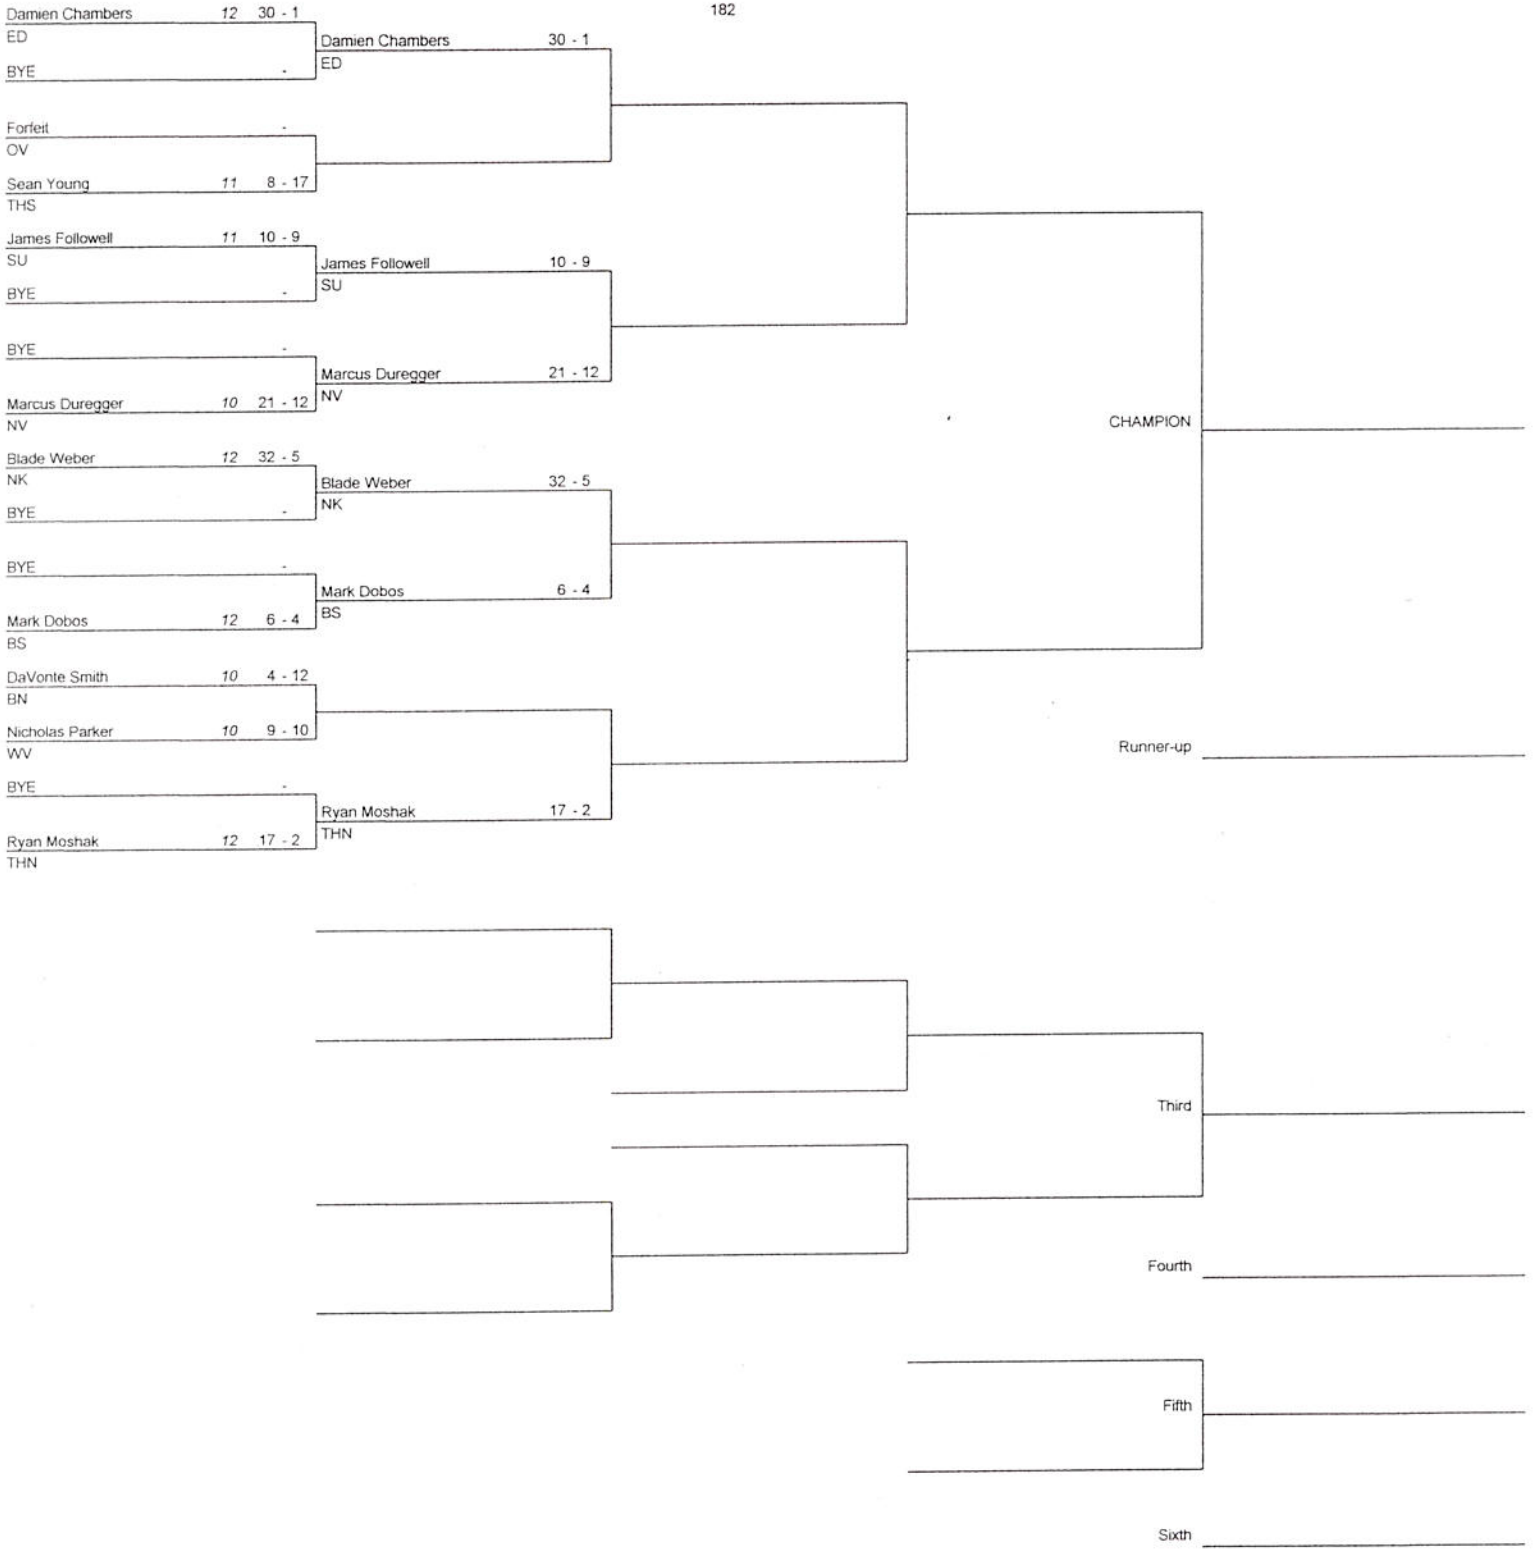 182
Damien Chambers 12 30 - 1
ED
BYE -
Forfeit -
OV
Sean Young 11 8 - 17
THS
James Followell 11 10 - 9
SU
BYE -
BYE -
Marcus Duregger 10 21 - 12
NV
Blade Weber 12 32 - 5
NK
BYE -
BYE -
Mark Dobos 12 6 - 4
BS
DaVonte Smith 10 4 - 12
BN
Nicholas Parker 10 9 - 10
WV
BYE -
Ryan Moshak 12 17 - 2
THN
Damien Chambers 30 - 1
ED
James Followell 10 - 9
SU
Marcus Duregger 21 - 12
NV
Blade Weber 32 - 5
NK
Mark Dobos 6 - 4
BS
Ryan Moshak 17 - 2
THN
CHAMPION
Runner-up
Third
Fourth
Fifth
Sixth